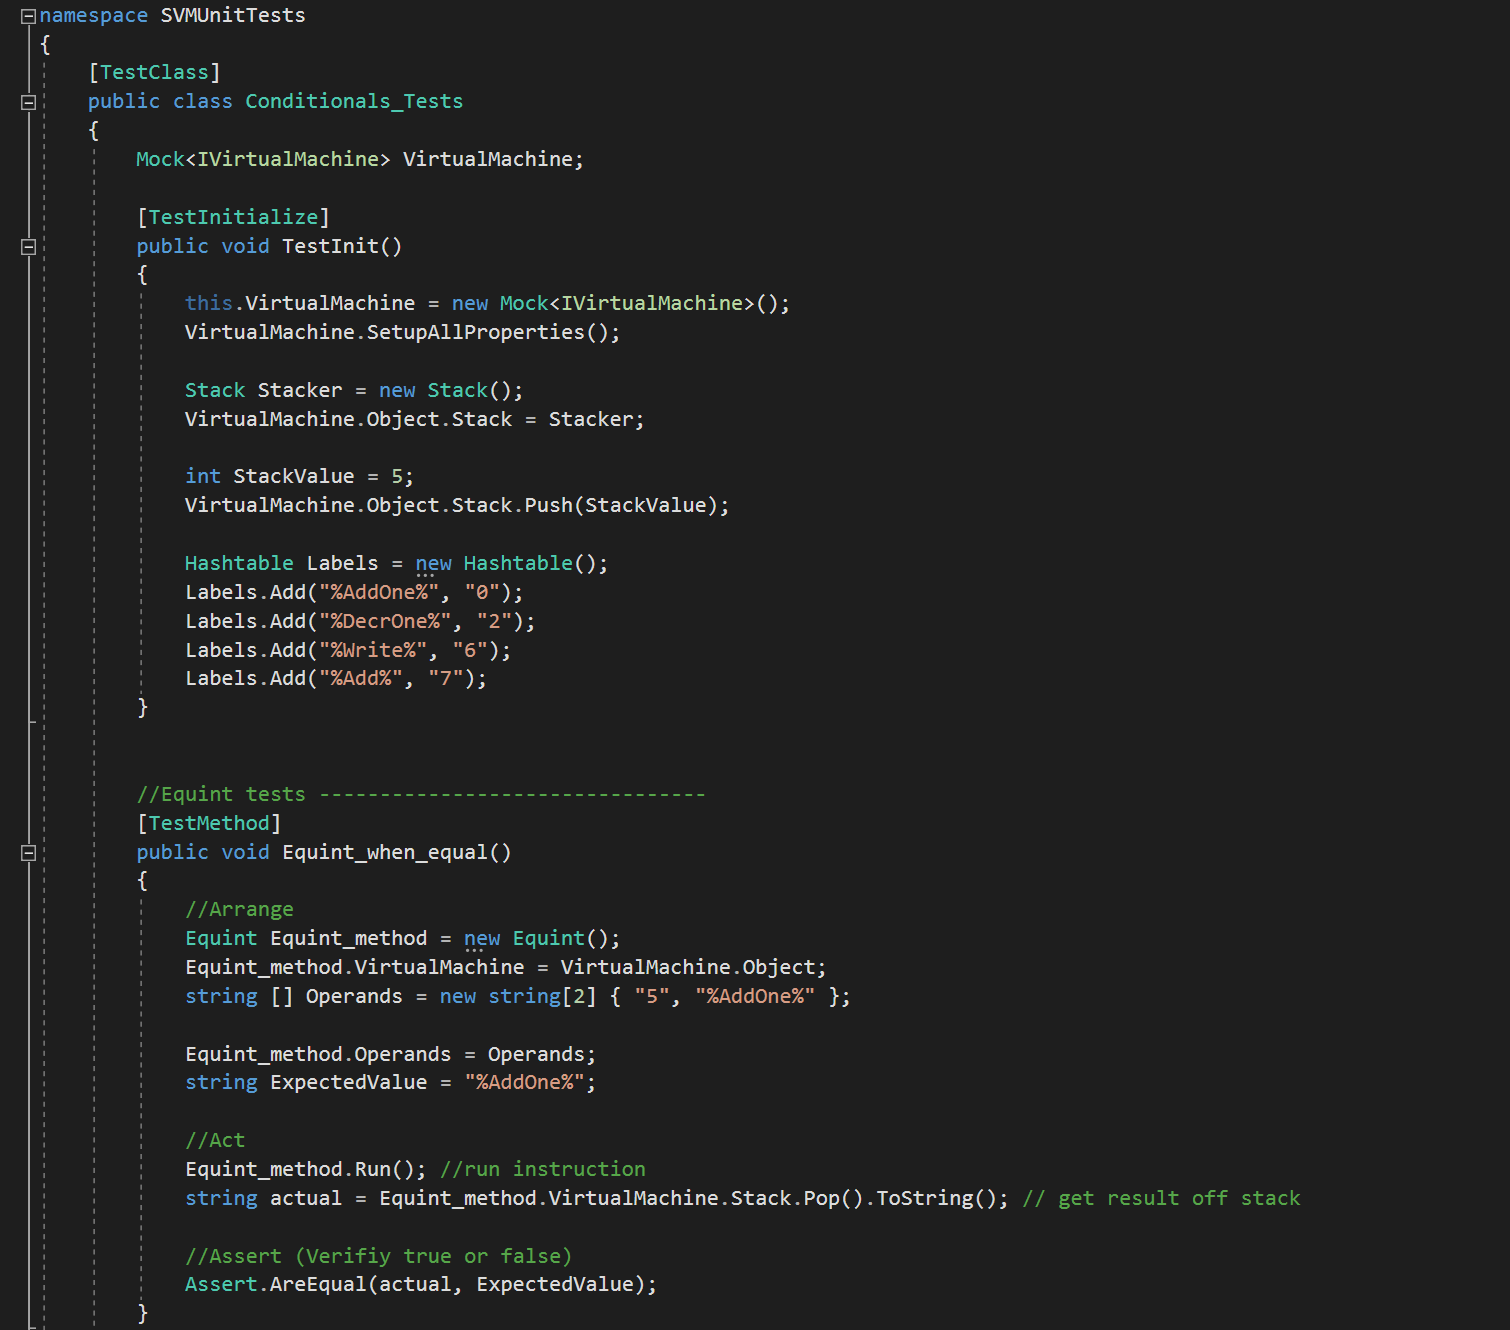 namespace SVMUnitTests
{
[TestClass]
public class Conditionals_Tests
{
Mock<IVirtualMachine> VirtualMachine;
[TestInitialize]
public void TestInit()
{
this.VirtualMachine = new Mock<IVirtualMachine>();
VirtualMachine.SetupAllProperties();
Stack Stacker = new Stack();
VirtualMachine.Object.Stack = Stacker;
int StackValue = 5;
VirtualMachine.Object.Stack.Push(StackValue);
Hashtable Labels = new Hashtable();
Labels.Add("%AddOne%", "0");
Labels.Add("%DecrOne%", "2");
Labels.Add("%Write%", "6");
Labels.Add("%Add%", "7");
}
//Equint tests --------------------------------
[TestMethod]
public void Equint_when_equal()
{
//Arrange
Equint Equint_method = new Equint();
Equint_method.VirtualMachine = VirtualMachine.Object;
string [] Operands = new string[2] { "5", "%AddOne%" };
Equint_method.Operands = Operands;
string ExpectedValue = "%AddOne%";
//Act
Equint_method.Run(); //run instruction
string actual = Equint_method.VirtualMachine.Stack.Pop().ToString(); // get result off stack
//Assert (Verifiy true or false)
Assert.AreEqual(actual, ExpectedValue);
}